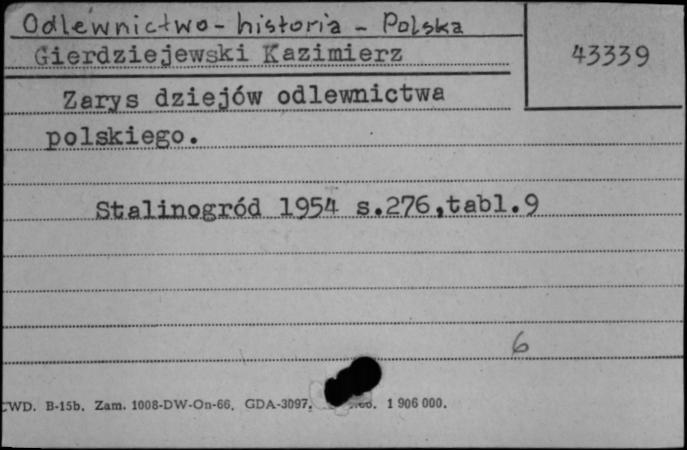 Odlewnictwo - historia - Polska
Gierdziejewski Kazimierz
43339
Zarys dziejów odlewnictwa
polskiego.
Stalinogród 1954 s.276,tabl.9
6
CWD. B-15b. Zam. 1008-DW-On-66. GDA-3097. 1 906 000.